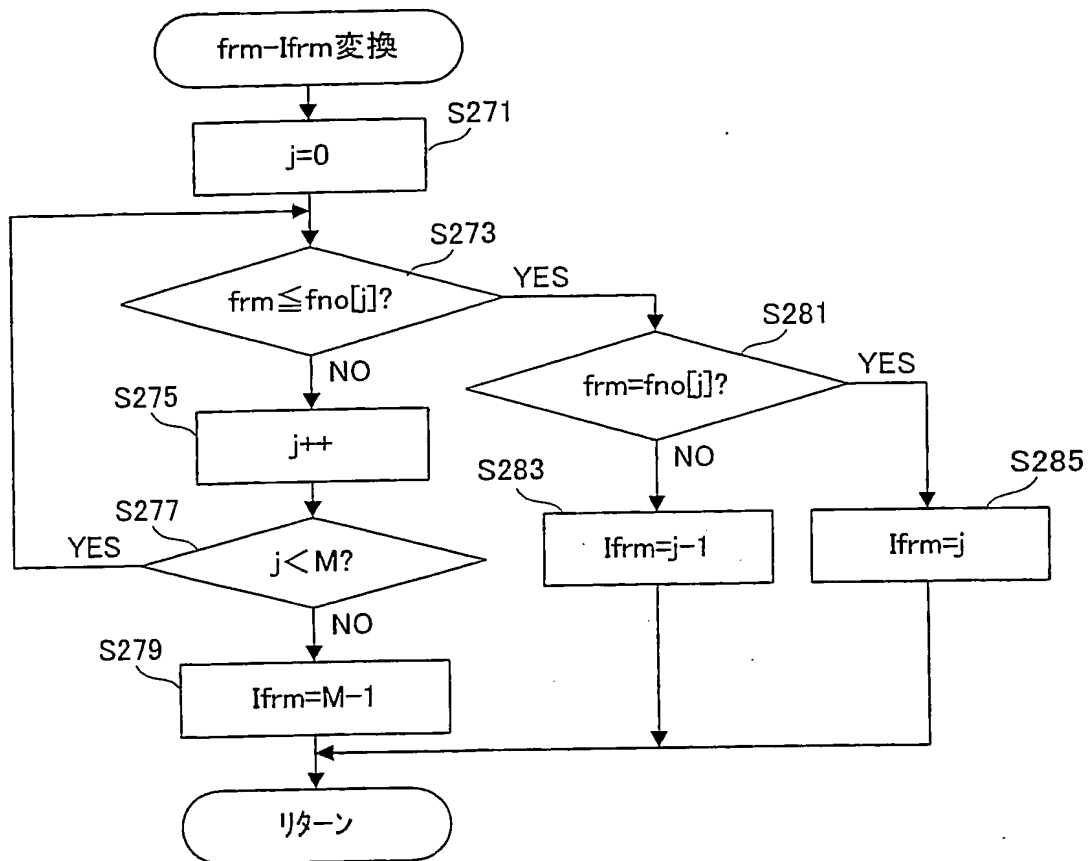 frm-Ifrm変換
S271
j=0
S273
frm≦fno[j]?
YES
NO
S281
frm=fno[j]?
YES
NO
S275
j++
S277
j<M?
YES
NO
S283
Ifrm=j-1
S285
Ifrm=j
S279
Ifrm=M-1
リターン